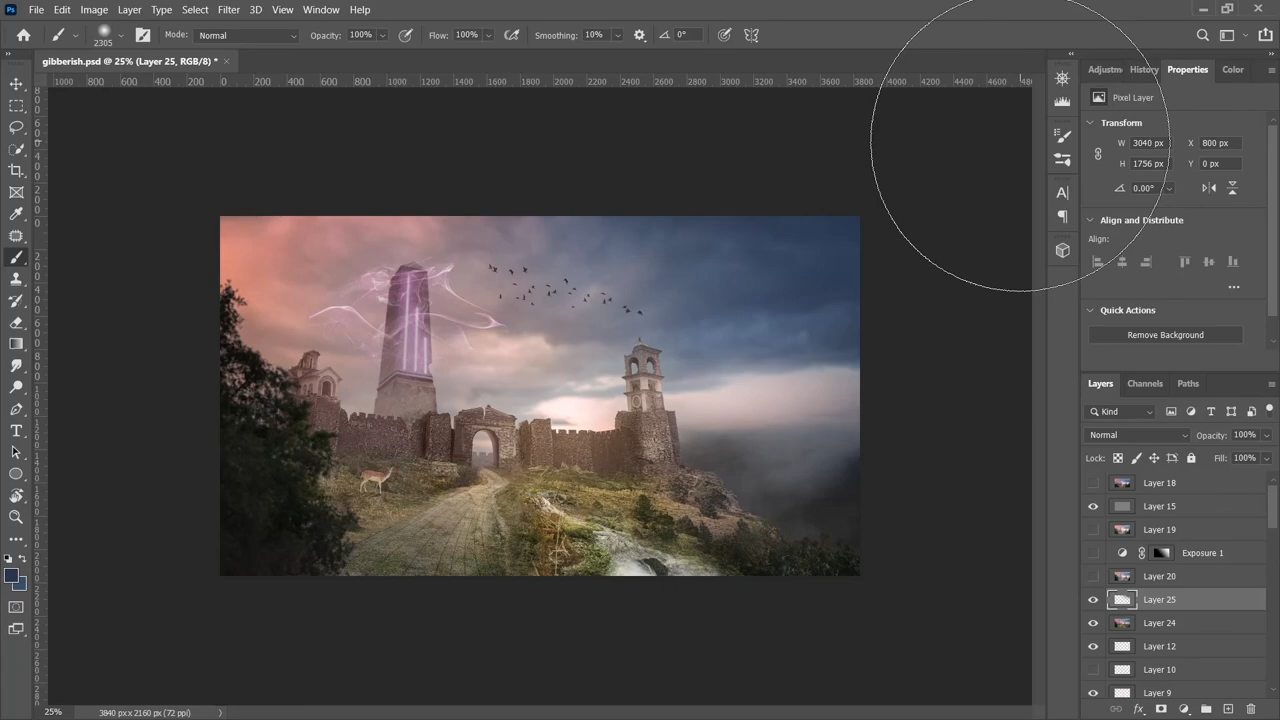 Ps File Edit Image Layer Type Select Filter 3D View Window Help
2305 Mode: Normal Opacity: 100% Flow: 100% Smoothing: 10% 0°
gibberish.psd @ 25% (Layer 25, RGB/8) *
1000 800 600 400 200 0 200 400 600 800 1000 1200 1400 1600 1800 2000 2200 2400 2600 2800 3000 3200 3400 3600 3800 4000 4200 4400 4600
Adjustm History Properties Color
Pixel Layer
Transform
W 3040 px X 800 px
H 1756 px Y 0 px
0.00°
Align and Distribute
Align:
Quick Actions
Remove Background
Layers Channels Paths
Kind
Normal Opacity: 100%
Lock: Fill: 100%
Layer 18
Layer 15
Layer 19
Exposure 1
Layer 20
Layer 25
Layer 24
Layer 12
Layer 10
Layer 9
25% 3840 px x 2160 px (72 ppi)